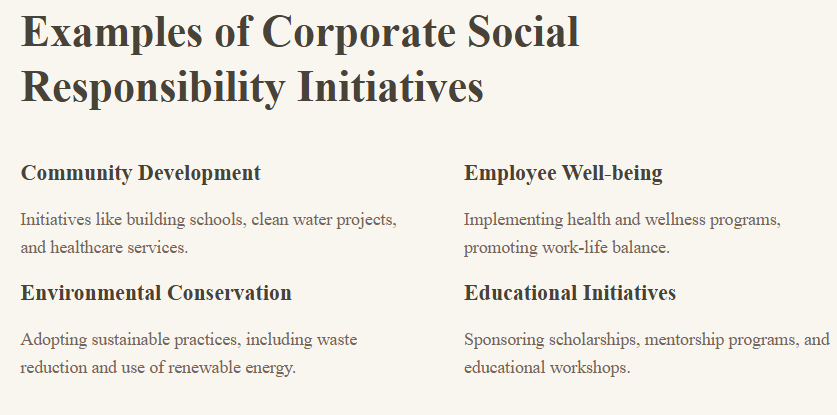 Examples of Corporate Social
Responsibility Initiatives
Community Development
Initiatives like building schools, clean water projects,
and healthcare services.
Employee Well-being
Implementing health and wellness programs,
promoting work-life balance.
Environmental Conservation
Adopting sustainable practices, including waste
reduction and use of renewable energy.
Educational Initiatives
Sponsoring scholarships, mentorship programs, and
educational workshops.